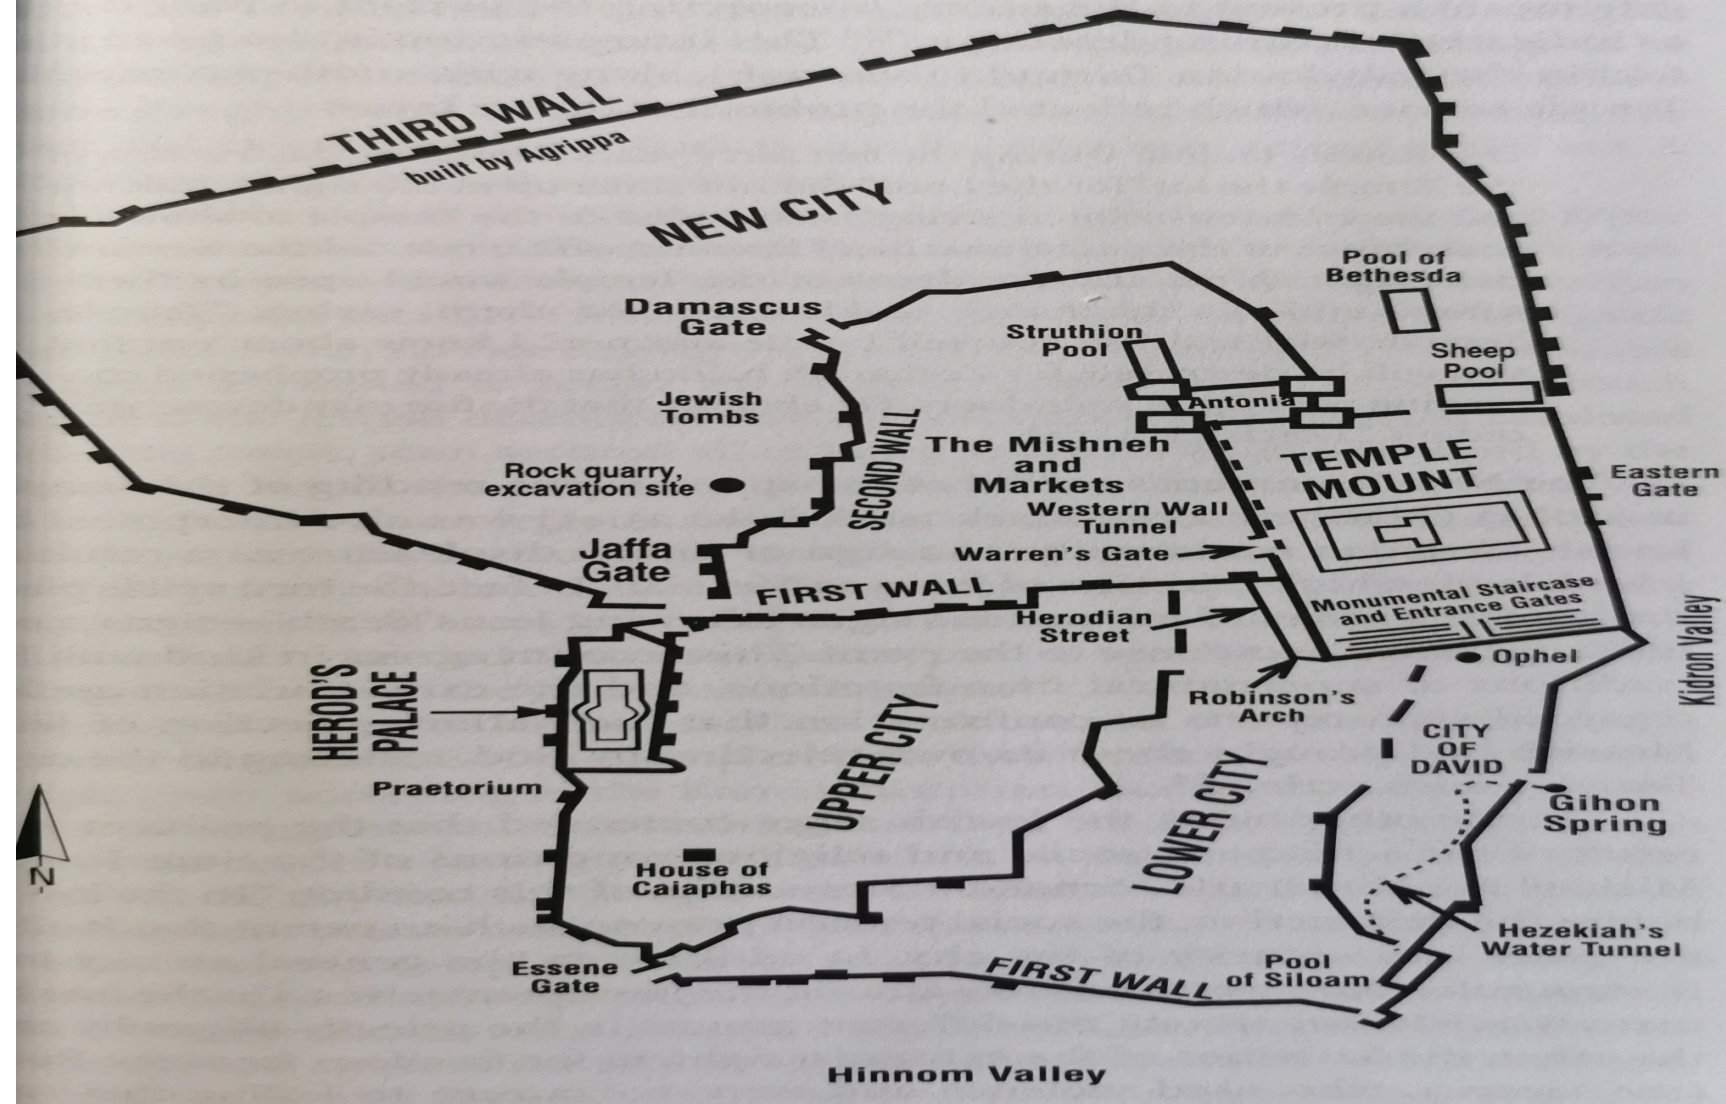 THIRD WALL
built by Agrippa
NEW CITY
Pool of
Bethesda
Damascus
Gate
Struthion
Pool
Sheep
Pool
Jewish
Tombs
Antonia
SECOND WALL
The Mishneh
and
Markets
TEMPLE
MOUNT
Rock quarry,
excavation site
Eastern
Gate
Western Wall
Tunnel
Warren's Gate
Jaffa
Gate
FIRST WALL
Monumental Staircase
and Entrance Gates
Herodian
Street
Kidron Valley
Ophel
HEROD'S
PALACE
Robinson's
Arch
UPPER CITY
CITY
OF
DAVID
Praetorium
LOWER CITY
Gihon
Spring
N
House of
Caiaphas
Hezekiah's
Water Tunnel
Essene
Gate
FIRST WALL
Pool
of Siloam
Hinnom Valley